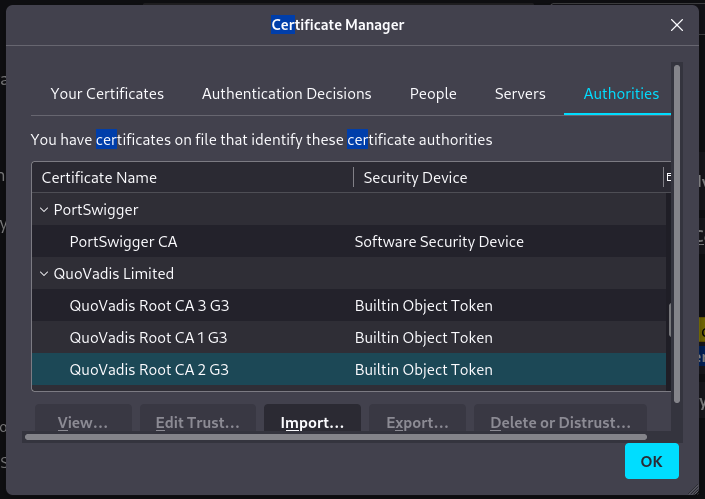 Certificate Manager
Your Certificates Authentication Decisions People Servers Authorities
You have certificates on file that identify these certificate authorities
Certificate Name Security Device E
PortSwigger
PortSwigger CA Software Security Device
QuoVadis Limited
QuoVadis Root CA 3 G3 Builtin Object Token
QuoVadis Root CA 1 G3 Builtin Object Token
QuoVadis Root CA 2 G3 Builtin Object Token
View... Edit Trust... Import... Export... Delete or Distrust...
OK